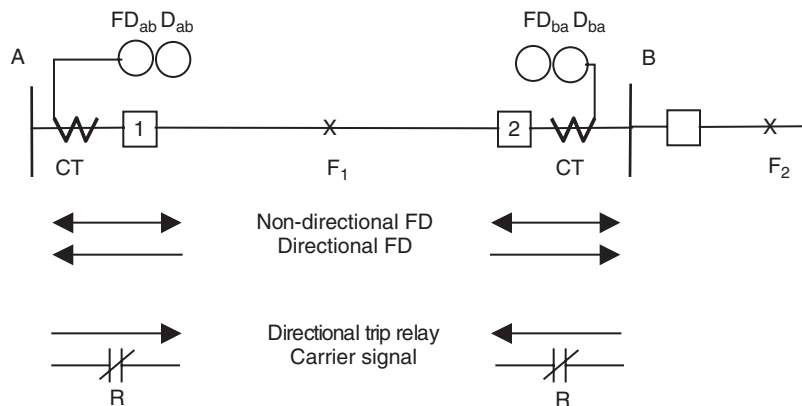 FDab Dab
FDba Dba
A
B
1
2
CT
F1
CT
F2
Non-directional FD
Directional FD
Directional trip relay
Carrier signal
R
R